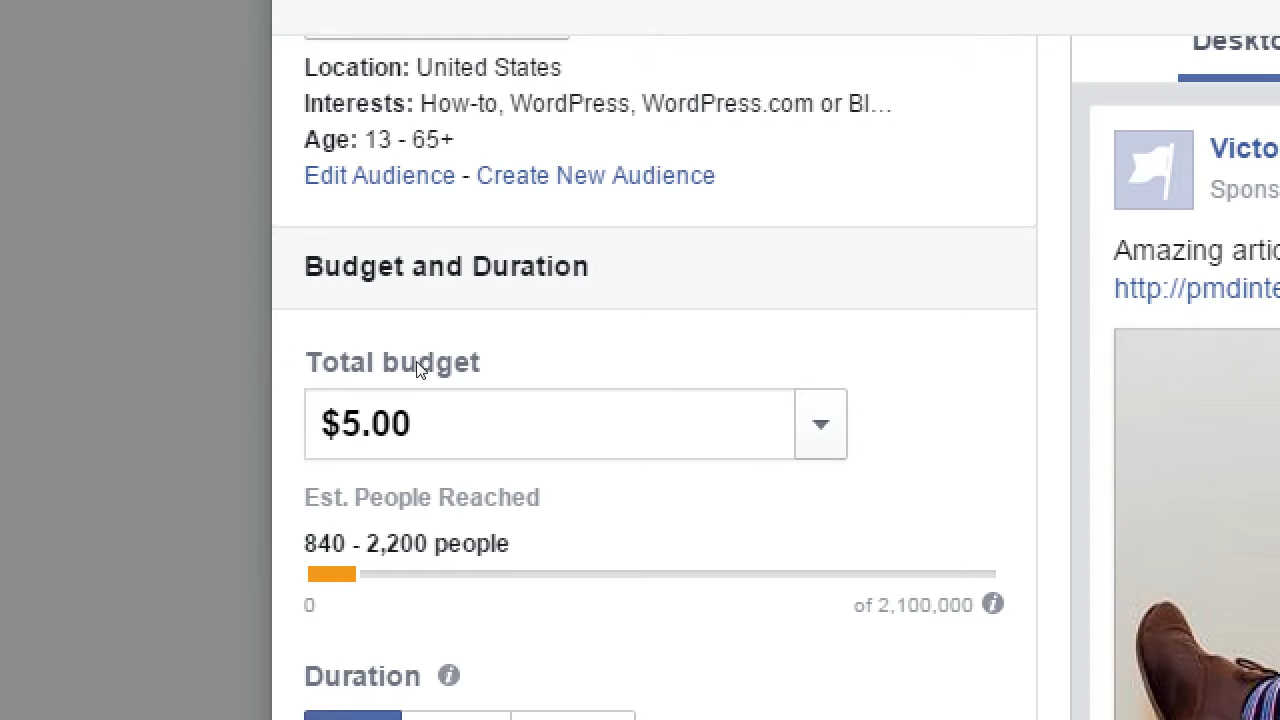 Location: United States
Interests: How-to, WordPress, WordPress.com or Bl...
Age: 13 - 65+
Edit Audience - Create New Audience
Budget and Duration
Total budget
$5.00
Est. People Reached
840 - 2,200 people
0
of 2,100,000
Duration
Deskto
Victo
Spons
Amazing artic
http://pmdinte